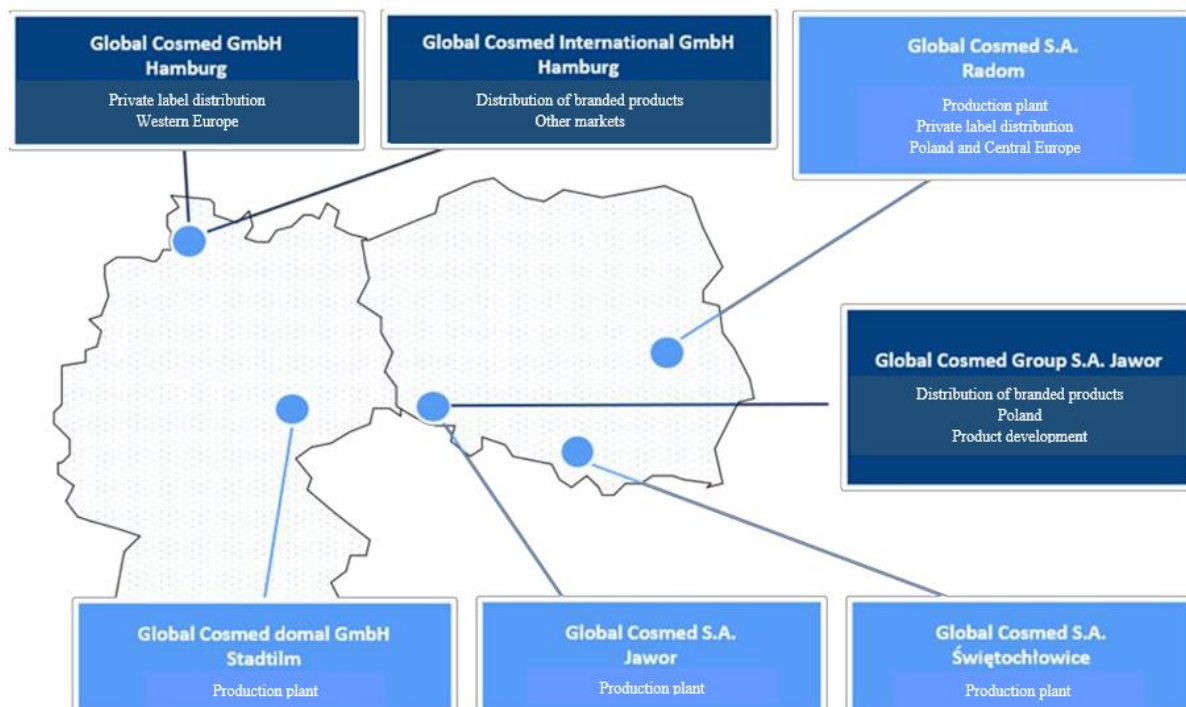 Global Cosmed GmbH
Hamburg
Private label distribution
Western Europe
Global Cosmed International GmbH
Hamburg
Distribution of branded products
Other markets
Global Cosmed S.A.
Radom
Production plant
Private label distribution
Poland and Central Europe
Global Cosmed Group S.A. Jawor
Distribution of branded products
Poland
Product development
Global Cosmed domal GmbH
Stadtilm
Production plant
Global Cosmed S.A.
Jawor
Production plant
Global Cosmed S.A.
Świętochłowice
Production plant